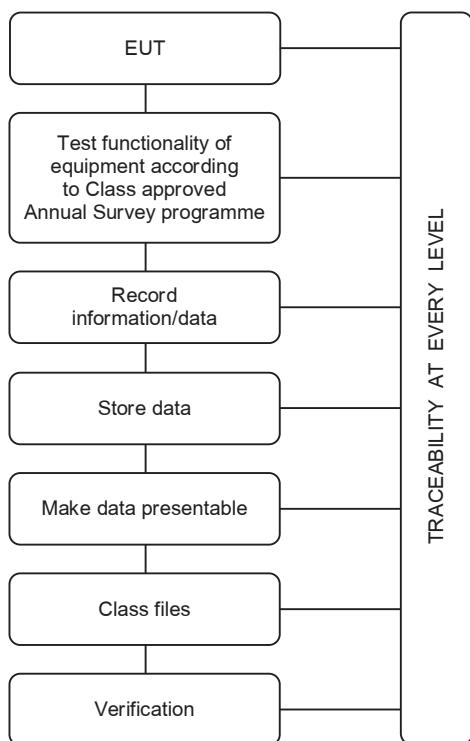 EUT
Test functionality of
equipment according
to Class approved
Annual Survey programme
Record
information/data
Store data
Make data presentable
Class files
Verification
TRACEABILITY AT EVERY LEVEL